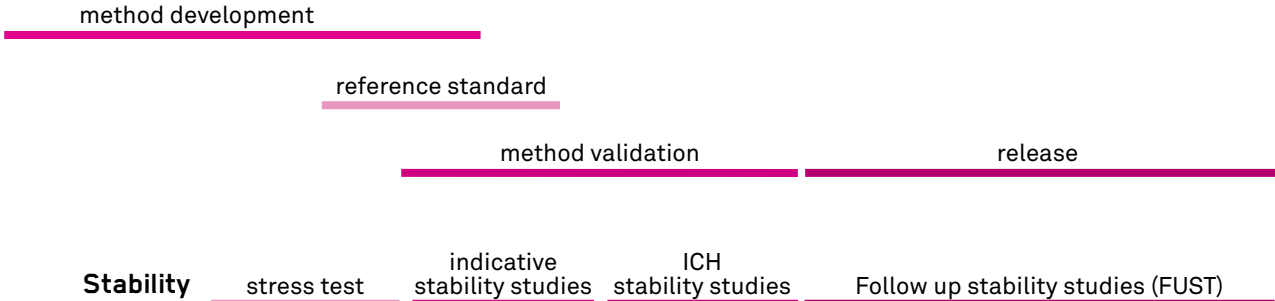 method development
reference standard
method validation
release
Stability
stress test
indicative
stability studies
ICH
stability studies
Follow up stability studies (FUST)